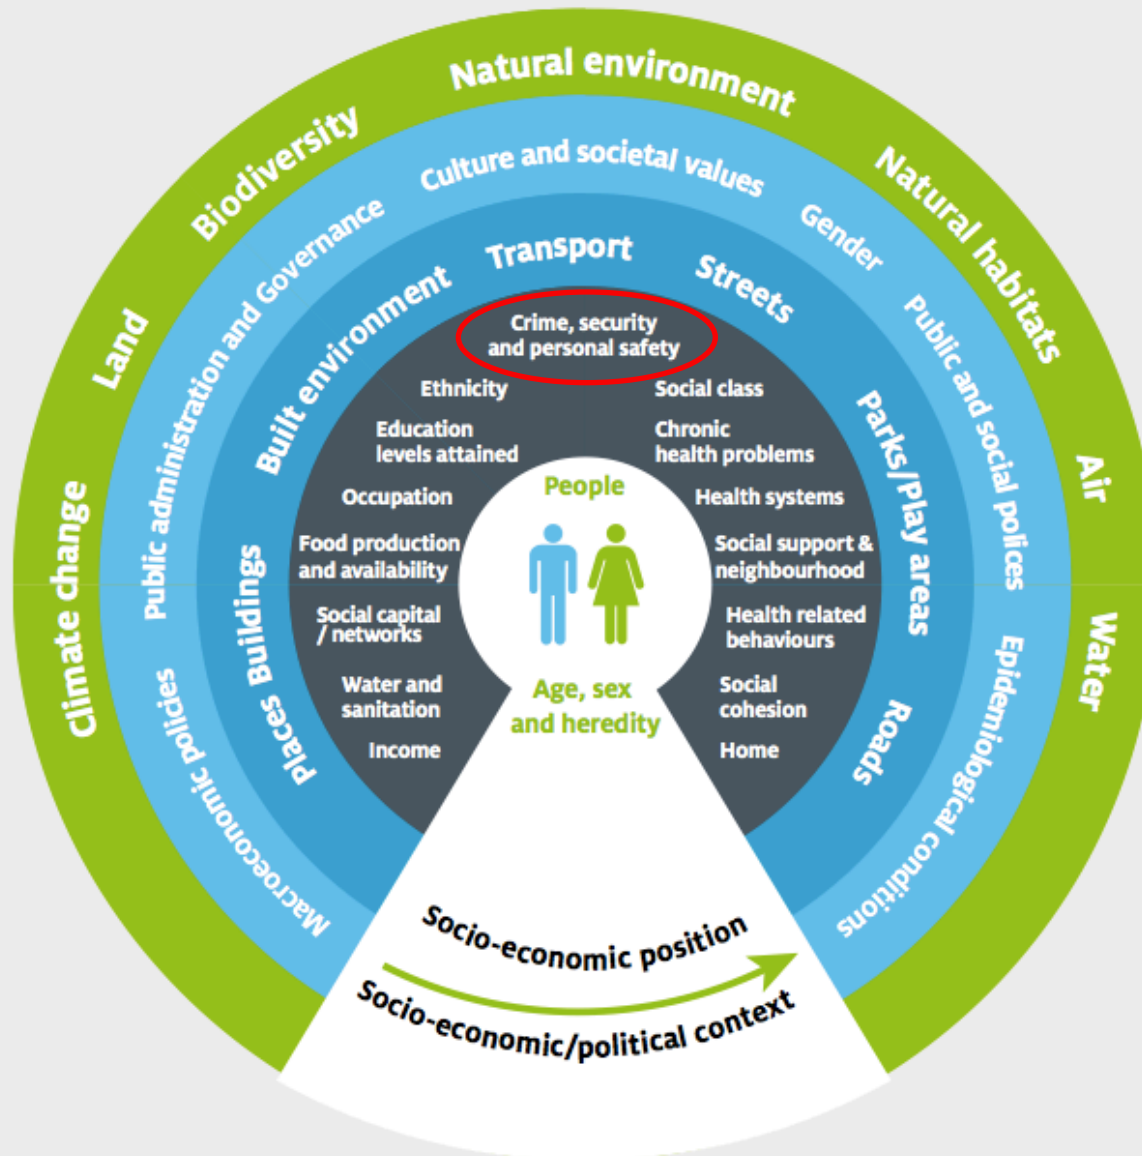 Natural environment
Biodiversity
Natural habitats
Land
Air
Climate change
Water
Culture and societal values
Gender
Public administration and Governance
Public and social polices
Macroeconomic policies
Epidemiological conditions
Transport
Streets
Built environment
Parks/Play areas
Places Buildings
Roads
Crime, security
and personal safety
Ethnicity
Social class
Education
levels attained
Chronic
health problems
Occupation
Health systems
Food production
and availability
Social support &
neighbourhood
Social capital
/ networks
Health related
behaviours
Water and
sanitation
Social
cohesion
Income
Home
People
Age, sex
and heredity
Socio-economic position
Socio-economic/political context